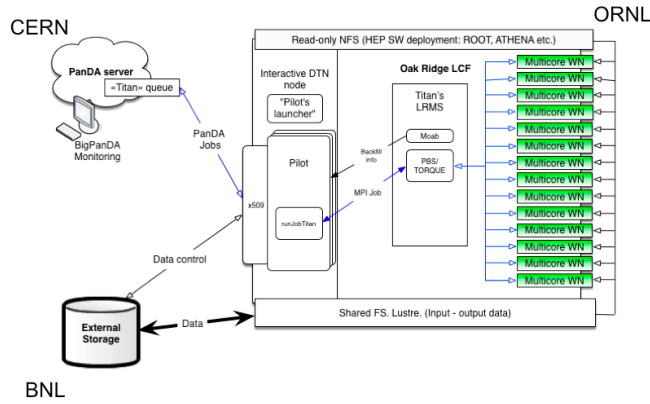 CERN
ORNL
Read-only NFS (HEP SW deployment: ROOT, ATHENA etc.)
PanDA server
«Titan» queue
BigPanDA
Monitoring
PanDA
Jobs
Interactive DTN
node
"Pilot's
launcher"
Pilot
x509
runJobTitan
Backfill
info
MPI Job
Oak Ridge LCF
Titan's
LRMS
Moab
PBS/
TORQUE
Multicore WN
Multicore WN
Multicore WN
Multicore WN
Multicore WN
Multicore WN
Multicore WN
Multicore WN
Multicore WN
Multicore WN
Multicore WN
Multicore WN
Multicore WN
Multicore WN
Data control
External
Storage
Data
Shared FS. Lustre. (Input - output data)
BNL